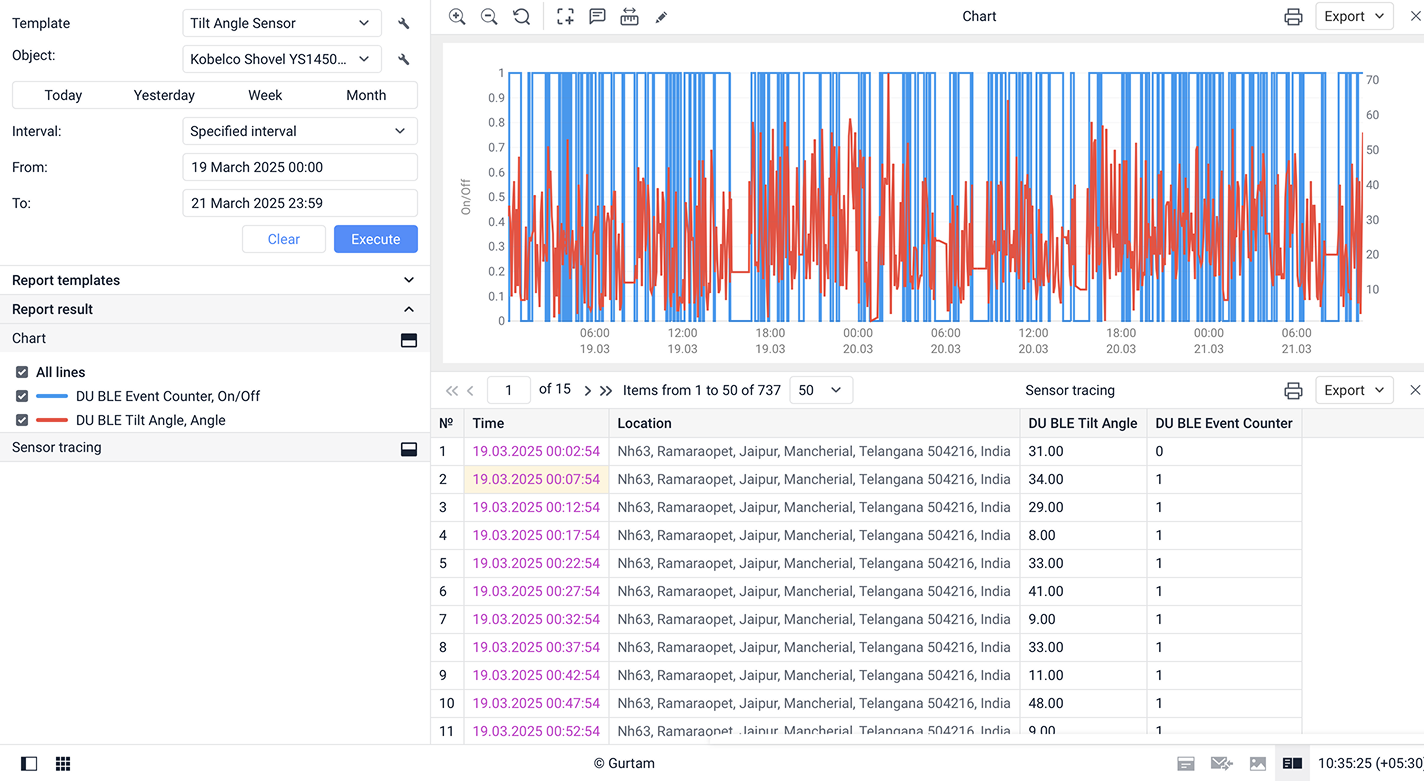 Template
Tilt Angle Sensor
Object:
Kobelco Shovel YS1450...
Today Yesterday Week Month
Interval:
Specified interval
From:
19 March 2025 00:00
To:
21 March 2025 23:59
Clear Execute
Report templates
Report result
Chart
All lines
DU BLE Event Counter, On/Off
DU BLE Tilt Angle, Angle
Sensor tracing
Chart
Export
On/Off
1
0.9
0.8
0.7
0.6
0.5
0.4
0.3
0.2
0.1
0
70
60
50
40
30
20
10
06:00 12:00 18:00 00:00 06:00 12:00 18:00 00:00 06:00
19.03 19.03 19.03 20.03 20.03 20.03 20.03 21.03 21.03
1 of 15 Items from 1 to 50 of 737 50 Sensor tracing Export
Nº Time Location DU BLE Tilt Angle DU BLE Event Counter
1 19.03.2025 00:02:54 Nh63, Ramaraopet, Jaipur, Mancherial, Telangana 504216, India 31.00 0
2 19.03.2025 00:07:54 Nh63, Ramaraopet, Jaipur, Mancherial, Telangana 504216, India 34.00 1
3 19.03.2025 00:12:54 Nh63, Ramaraopet, Jaipur, Mancherial, Telangana 504216, India 29.00 1
4 19.03.2025 00:17:54 Nh63, Ramaraopet, Jaipur, Mancherial, Telangana 504216, India 8.00 1
5 19.03.2025 00:22:54 Nh63, Ramaraopet, Jaipur, Mancherial, Telangana 504216, India 33.00 1
6 19.03.2025 00:27:54 Nh63, Ramaraopet, Jaipur, Mancherial, Telangana 504216, India 41.00 1
7 19.03.2025 00:32:54 Nh63, Ramaraopet, Jaipur, Mancherial, Telangana 504216, India 9.00 1
8 19.03.2025 00:37:54 Nh63, Ramaraopet, Jaipur, Mancherial, Telangana 504216, India 33.00 1
9 19.03.2025 00:42:54 Nh63, Ramaraopet, Jaipur, Mancherial, Telangana 504216, India 11.00 1
10 19.03.2025 00:47:54 Nh63, Ramaraopet, Jaipur, Mancherial, Telangana 504216, India 48.00 1
11 19.03.2025 00:52:54 Nh63, Ramaraopet, Jaipur, Mancherial, Telangana 504216, India 9.00 1
© Gurtam
10:35:25 (+05:30